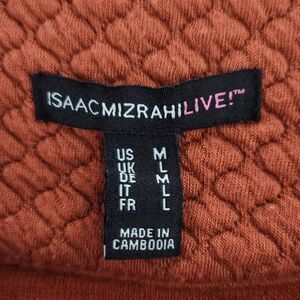 ISAACMIZRAHILIVE!™
US M
UK L
DE M
IT L
FR L
MADE IN
CAMBODIA